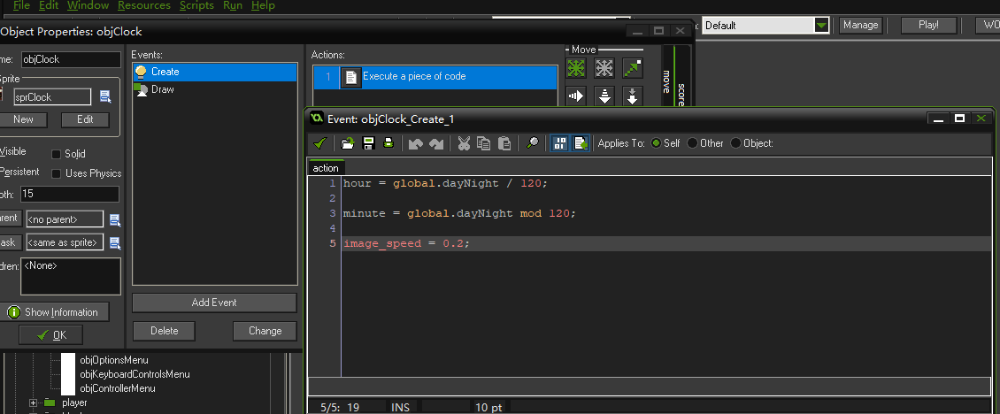 File Edit Window Resources Scripts Run Help
Default
Manage
Play!
Object Properties: objClock
me: objClock
Sprite
sprClock
New
Edit
Visible
Solid
Persistent
Uses Physics
pth: 15
arent <no parent>
ask <same as sprite>
dren: <None>
Show Information
OK
Events:
Create
Draw
Add Event
Delete
Change
Actions:
1 Execute a piece of code
Move
move
score
Event: objClock_Create_1
Applies To: Self Other Object:
action
1 hour = global.dayNight / 120;
2
3 minute = global.dayNight mod 120;
4
5 image_speed = 0.2;
5/5: 19 INS 10 pt
objOptionsMenu
objKeyboardControlsMenu
objControllerMenu
player